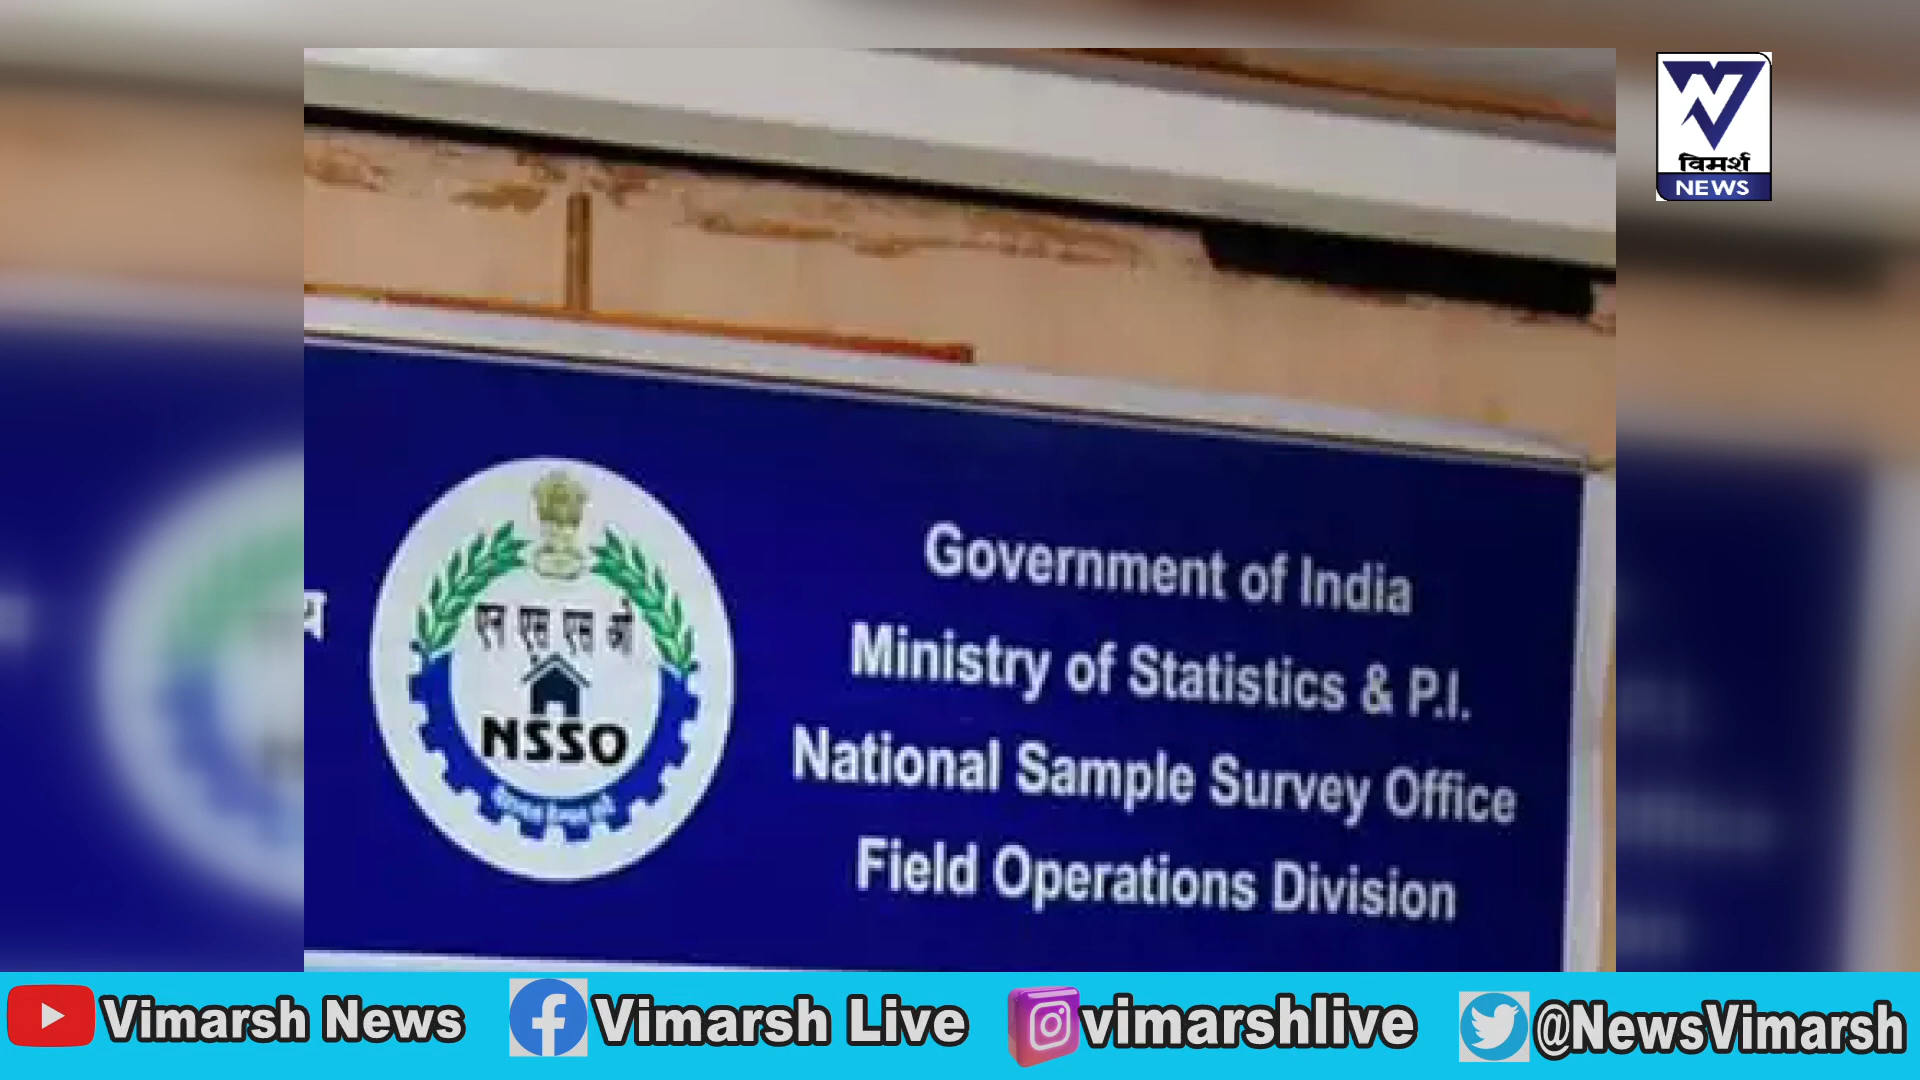 विमर्श
NEWS
Government of India
Ministry of Statistics & P.I.
National Sample Survey Office
Field Operations Division
एन एस एस ओ
NSSO
Vimarsh News
Vimarsh Live
vimarshlive
@NewsVimarsh